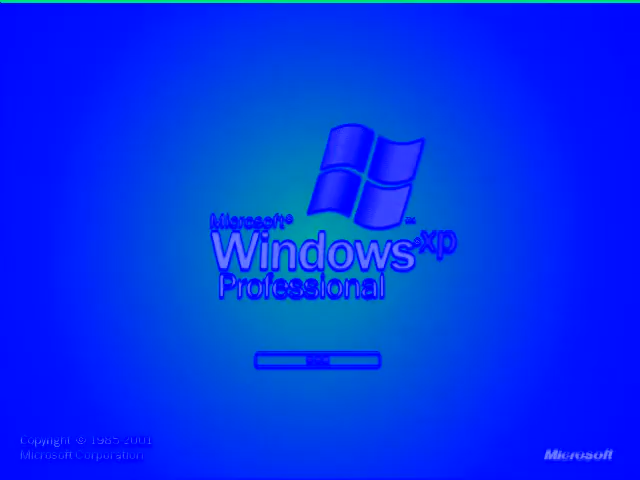 Microsoft®
Windows xp
Professional
Copyright © 1985-2001
Microsoft Corporation
Microsoft